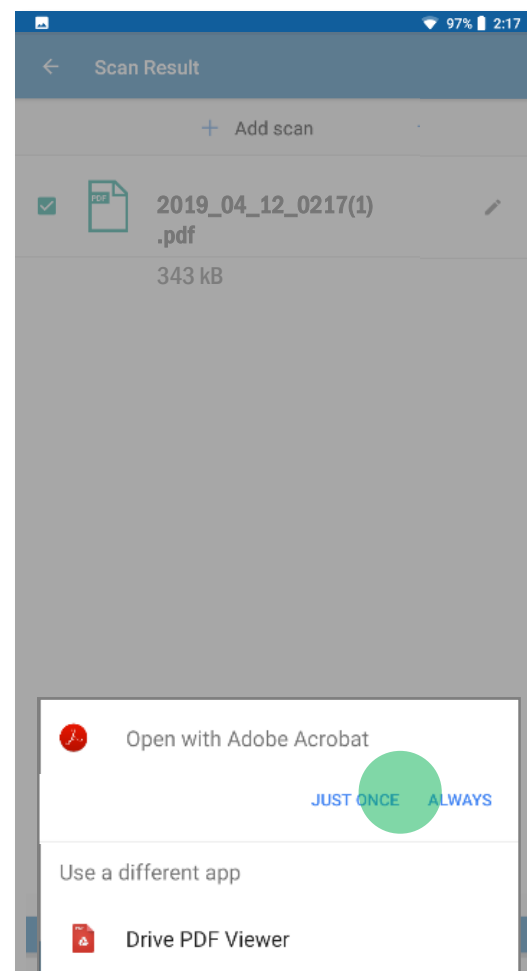 97% 2:17
Scan Result
+ Add scan
PDF
2019_04_12_0217(1)
.pdf
343 kB
Open with Adobe Acrobat
JUST ONCE ALWAYS
Use a different app
Drive PDF Viewer